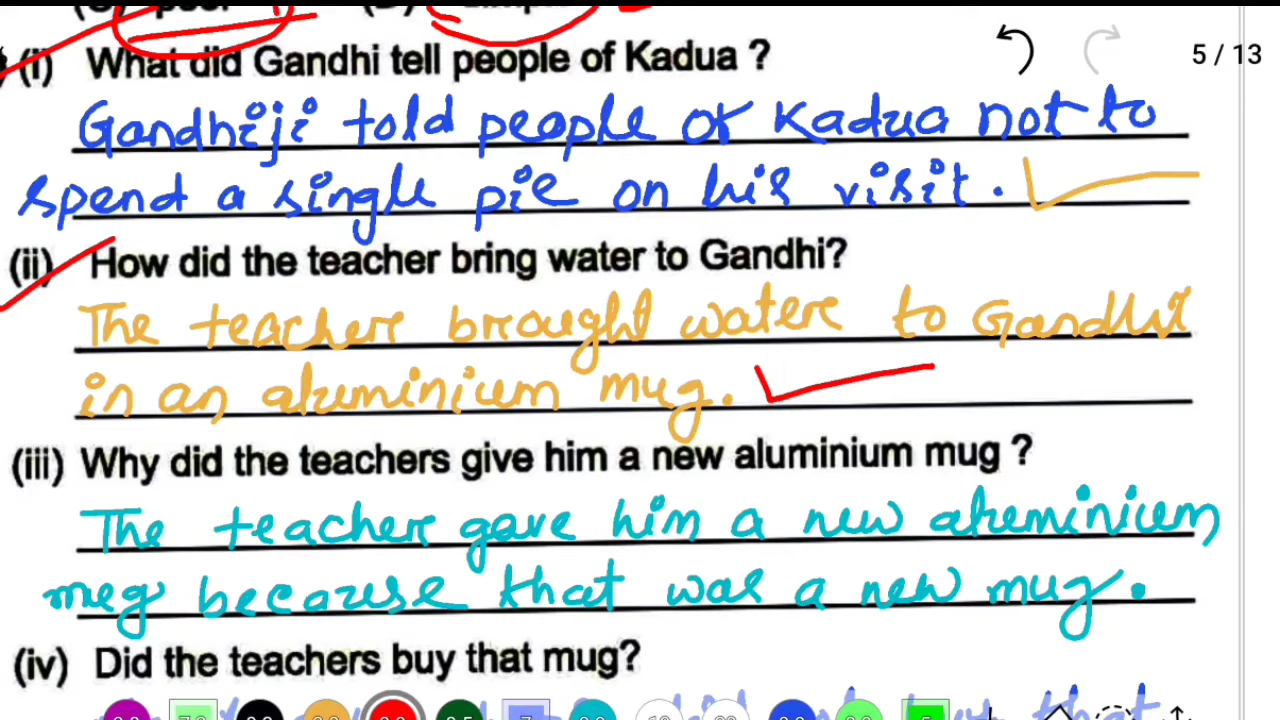 (i) What did Gandhi tell people of Kadua ?
5 / 13
Gandhiji told people of Kadua not to
spend a single pie on his visit.
(ii) How did the teacher bring water to Gandhi?
The teacher brought water to Gandhi
in an aluminium mug.
(iii) Why did the teachers give him a new aluminium mug ?
The teacher gave him a new aluminium
mug because that was a new mug.
(iv) Did the teachers buy that mug?
that